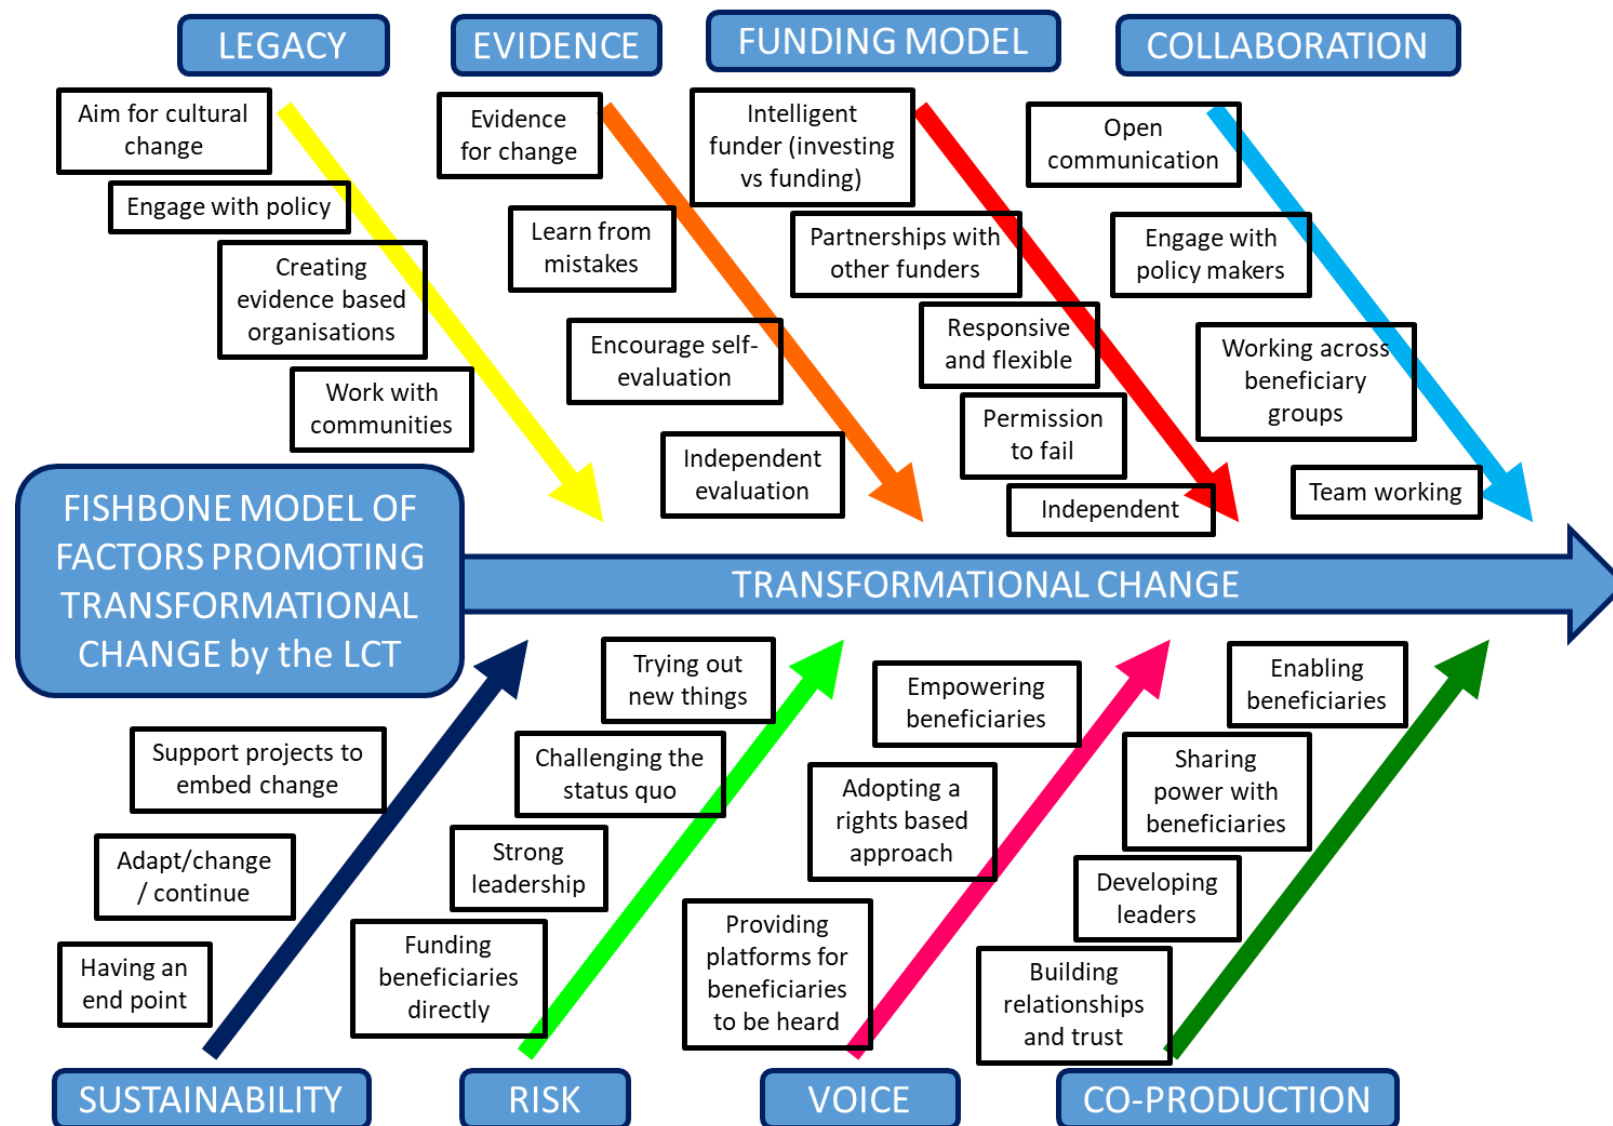 LEGACY
Aim for cultural
change
Engage with policy
Creating
evidence based
organisations
Work with
communities
EVIDENCE
Evidence
for change
Learn from
mistakes
Encourage self-
evaluation
Independent
evaluation
FUNDING MODEL
Intelligent
funder (investing
vs funding)
Partnerships with
other funders
Responsive
and flexible
Permission
to fail
Independent
COLLABORATION
Open
communication
Engage with
policy makers
Working across
beneficiary
groups
Team working
FISHBONE MODEL OF
FACTORS PROMOTING
TRANSFORMATIONAL
CHANGE by the LCT
TRANSFORMATIONAL CHANGE
Support projects to
embed change
Adapt/change
/ continue
Having an
end point
SUSTAINABILITY
Trying out
new things
Challenging the
status quo
Strong
leadership
Funding
beneficiaries
directly
RISK
Empowering
beneficiaries
Adopting a
rights based
approach
Providing
platforms for
beneficiaries
to be heard
VOICE
Enabling
beneficiaries
Sharing
power with
beneficiaries
Developing
leaders
Building
relationships
and trust
CO-PRODUCTION